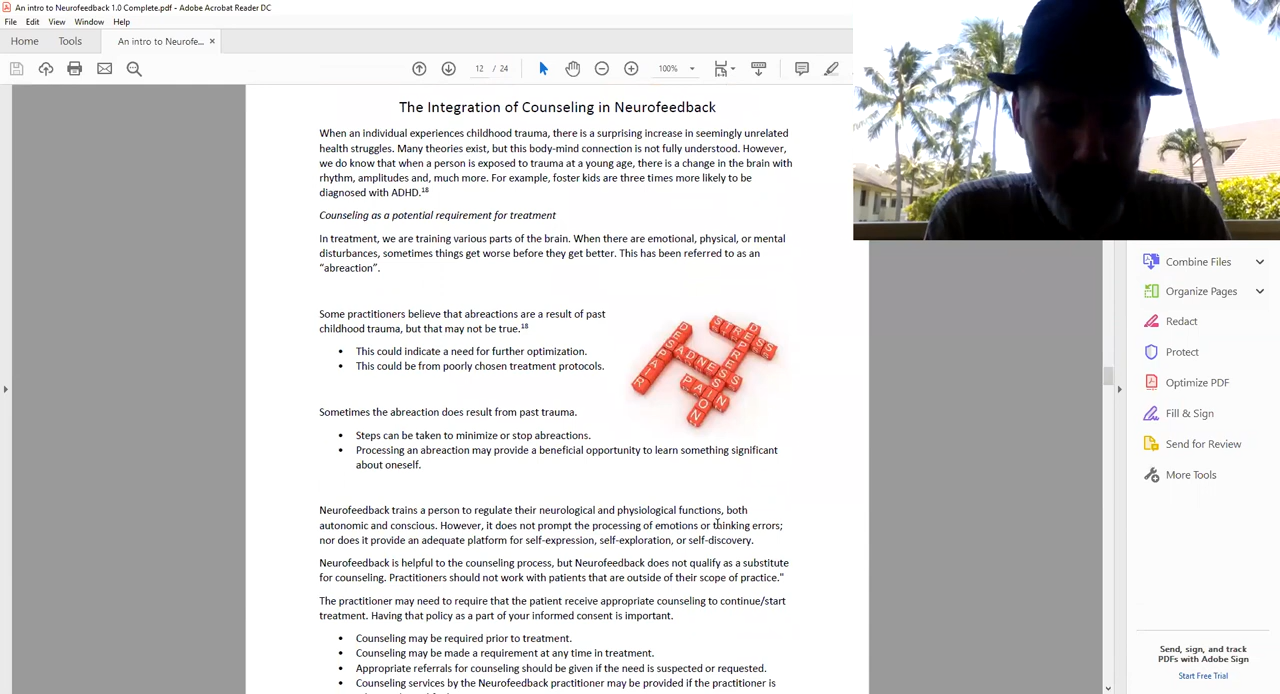 An intro to Neurofeedback 1.0 Complete.pdf - Adobe Acrobat Reader DC
File Edit View Window Help
Home Tools An intro to Neurofe... ×
12 / 24 100%
The Integration of Counseling in Neurofeedback
When an individual experiences childhood trauma, there is a surprising increase in seemingly unrelated
health struggles. Many theories exist, but this body-mind connection is not fully understood. However,
we do know that when a person is exposed to trauma at a young age, there is a change in the brain with
rhythm, amplitudes and, much more. For example, foster kids are three times more likely to be
diagnosed with ADHD.18
Counseling as a potential requirement for treatment
In treatment, we are training various parts of the brain. When there are emotional, physical, or mental
disturbances, sometimes things get worse before they get better. This has been referred to as an
“abreaction”.
Some practitioners believe that abreactions are a result of past
childhood trauma, but that may not be true.18
• This could indicate a need for further optimization.
• This could be from poorly chosen treatment protocols.
DESPAIR
SADNESS
STRESS
DEPRESSION
PAIN
Sometimes the abreaction does result from past trauma.
• Steps can be taken to minimize or stop abreactions.
• Processing an abreaction may provide a beneficial opportunity to learn something significant
about oneself.
Neurofeedback trains a person to regulate their neurological and physiological functions, both
autonomic and conscious. However, it does not prompt the processing of emotions or thinking errors;
nor does it provide an adequate platform for self-expression, self-exploration, or self-discovery.
Neurofeedback is helpful to the counseling process, but Neurofeedback does not qualify as a substitute
for counseling. Practitioners should not work with patients that are outside of their scope of practice."
The practitioner may need to require that the patient receive appropriate counseling to continue/start
treatment. Having that policy as a part of your informed consent is important.
• Counseling may be required prior to treatment.
• Counseling may be made a requirement at any time in treatment.
• Appropriate referrals for counseling should be given if the need is suspected or requested.
• Counseling services by the Neurofeedback practitioner may be provided if the practitioner is
Combine Files
Organize Pages
Redact
Protect
Optimize PDF
Fill & Sign
Send for Review
More Tools
Send, sign, and track
PDFs with Adobe Sign
Start Free Trial